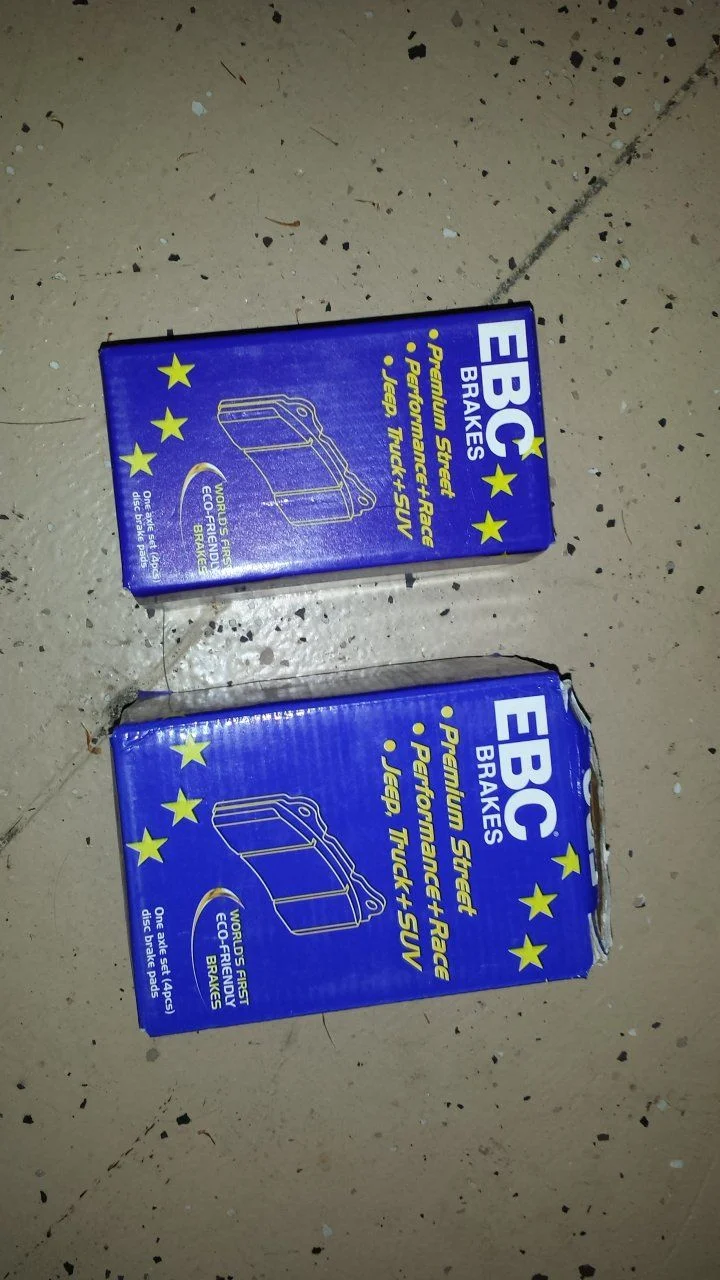 EBC
BRAKES
• Premium Street
• Performance+Race
• Jeep, Truck+SUV
WORLD'S FIRST
ECO-FRIENDLY
BRAKES
One axle set (4pcs)
disc brake pads
EBC®
BRAKES
• Premium Street
• Performance+Race
• Jeep, Truck+SUV
WORLD'S FIRST
ECO-FRIENDLY
BRAKES
One axle set (4pcs)
disc brake pads